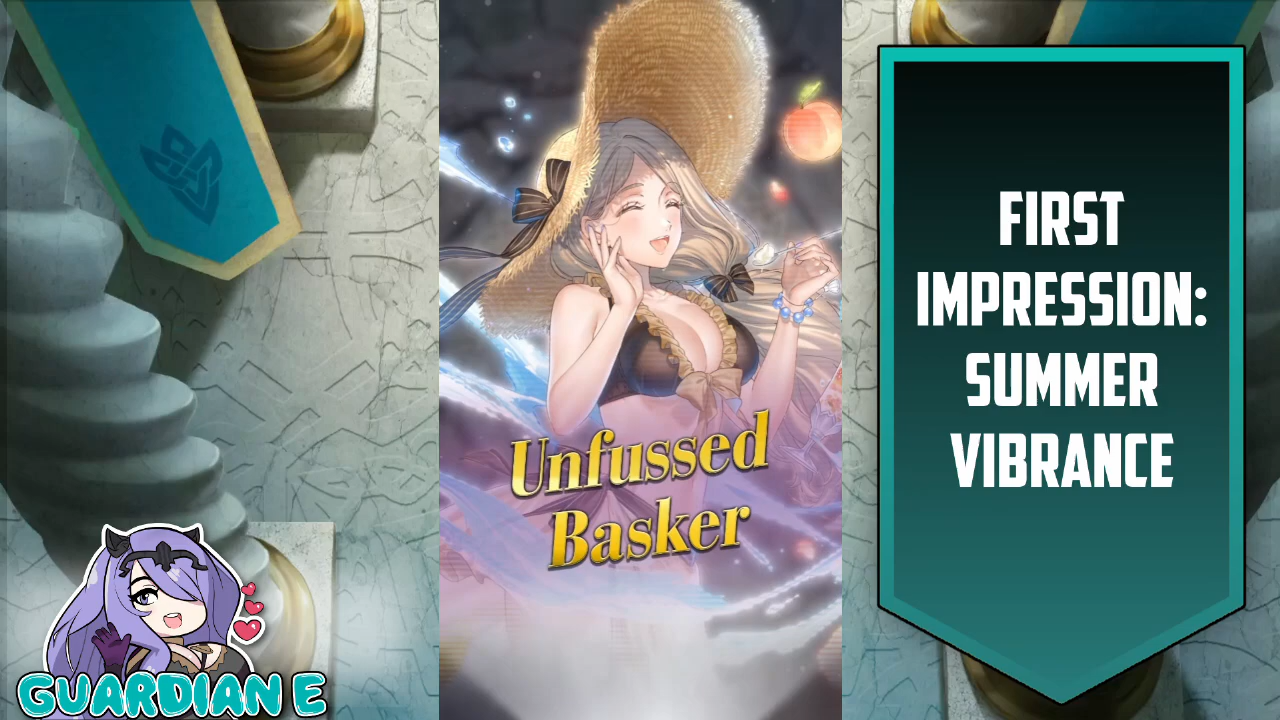 FIRST
IMPRESSION:
SUMMER
VIBRANCE
Unfussed
Basker
GUARDIAN E